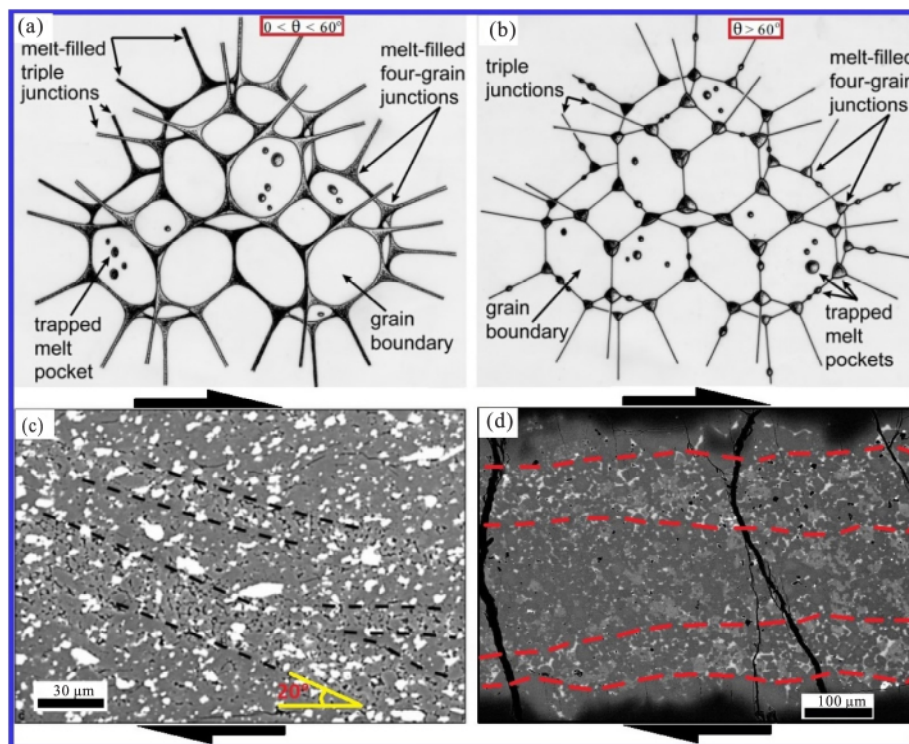 (a)
0 < θ < 60°
melt-filled
triple
junctions
melt-filled
four-grain
junctions
trapped
melt
pocket
grain
boundary
(b)
θ > 60°
triple
junctions
melt-filled
four-grain
junctions
grain
boundary
trapped
melt
pockets
(c)
30 µm
20°
(d)
100 µm